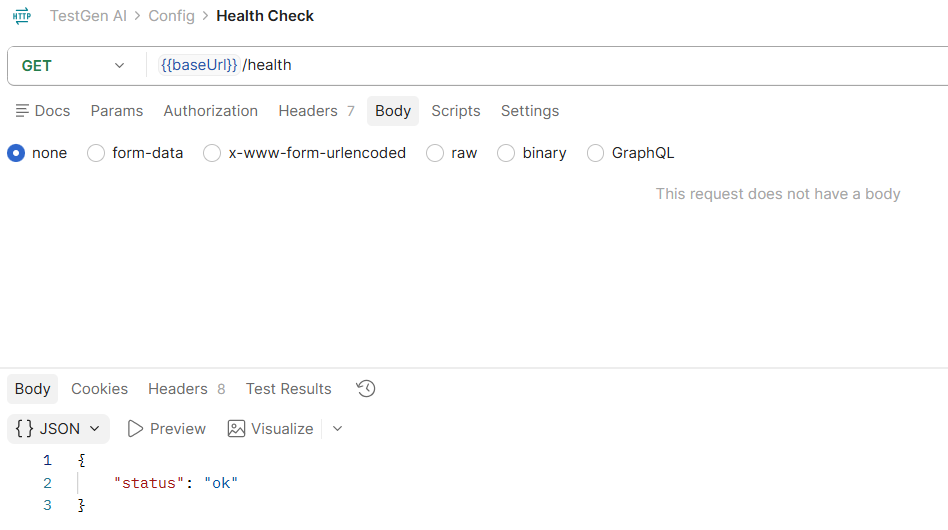 HTTP TestGen AI > Config > Health Check
GET {{baseUrl}} /health
Docs Params Authorization Headers 7 Body Scripts Settings
none form-data x-www-form-urlencoded raw binary GraphQL
This request does not have a body
Body Cookies Headers 8 Test Results
{} JSON Preview Visualize
1 {
2 "status": "ok"
3 }